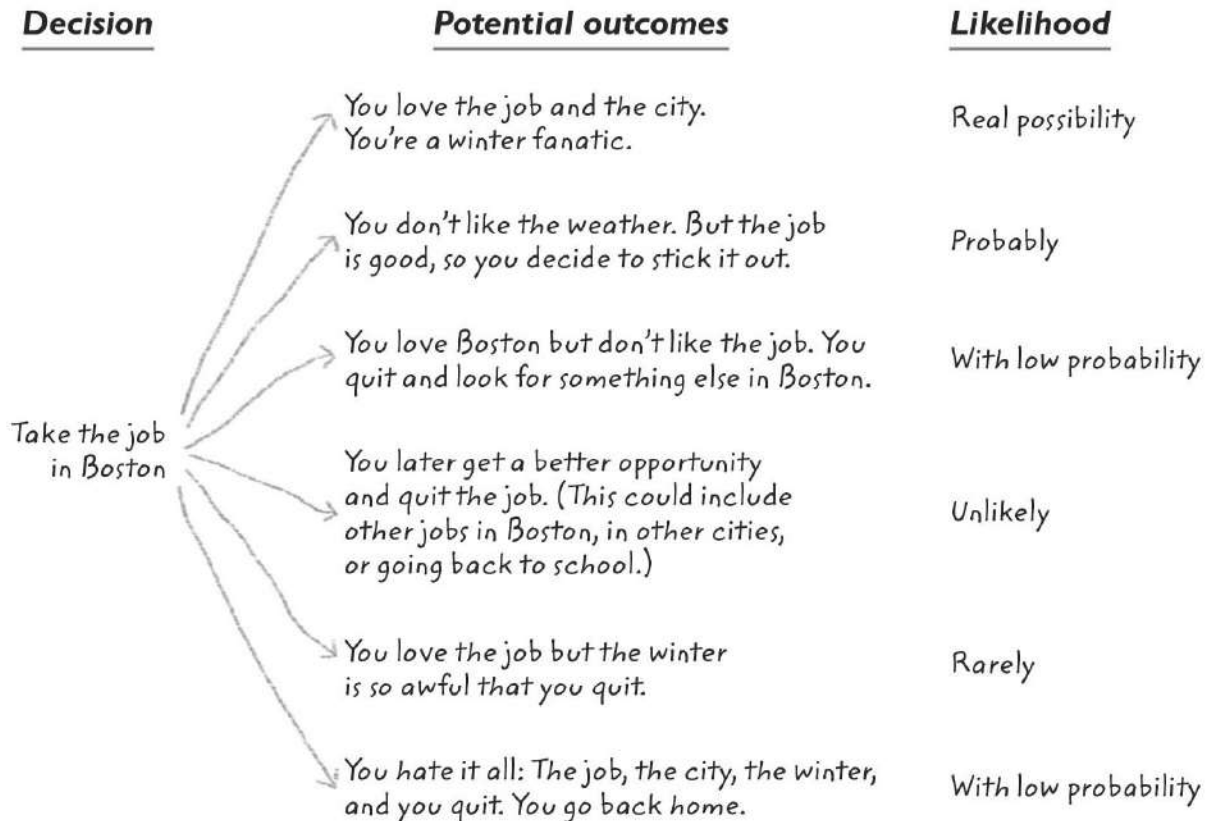 Decision Potential outcomes Likelihood
You love the job and the city.
You're a winter fanatic.
Real possibility
You don't like the weather. But the job
is good, so you decide to stick it out.
Probably
You love Boston but don't like the job. You
quit and look for something else in Boston.
With low probability
Take the job
in Boston
You later get a better opportunity
and quit the job. (This could include
other jobs in Boston, in other cities,
or going back to school.)
Unlikely
You love the job but the winter
is so awful that you quit.
Rarely
You hate it all: The job, the city, the winter,
and you quit. You go back home.
With low probability